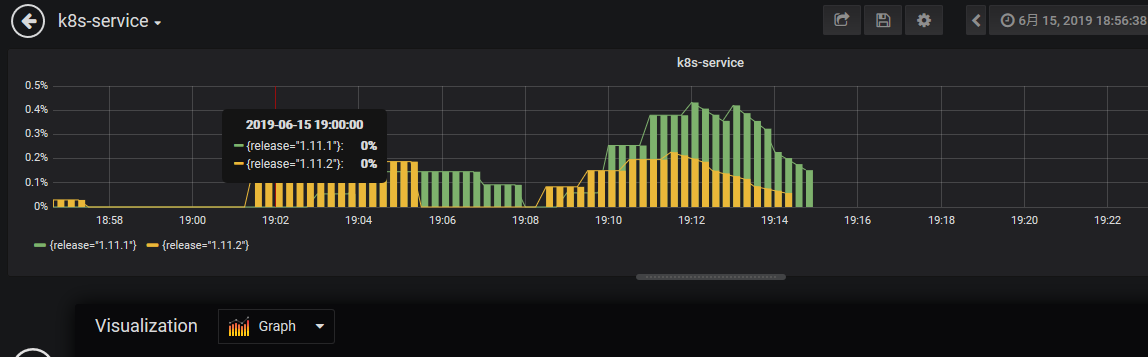 k8s-service
6月 15, 2019 18:56:38
k8s-service
0.5%
0.4%
0.3%
0.2%
0.1%
0%
2019-06-15 19:00:00
{release="1.11.1"}: 0%
{release="1.11.2"}: 0%
18:58 19:00 19:02 19:04 19:06 19:08 19:10 19:12 19:14 19:16 19:18 19:20 19:22
{release="1.11.1"} {release="1.11.2"}
Visualization Graph